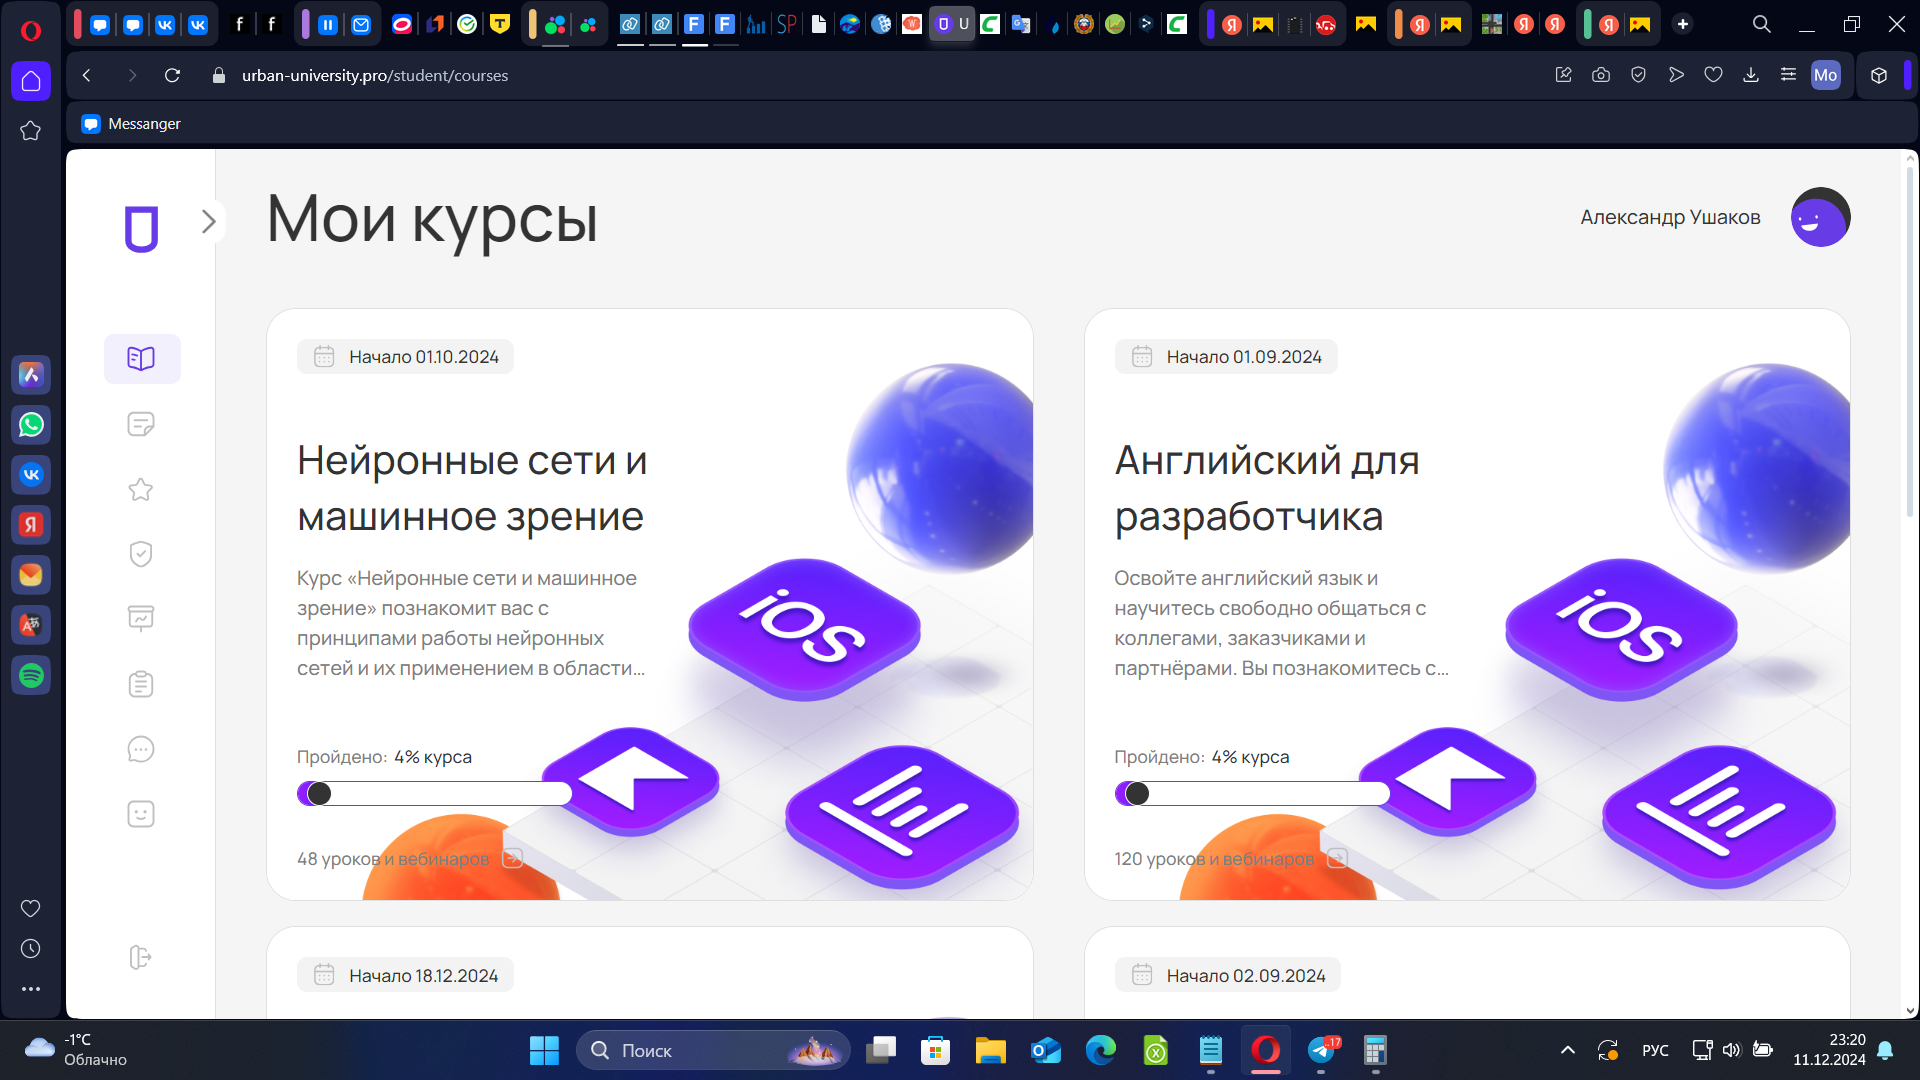 U
urban-university.pro/student/courses
Mo
Messanger
Мои курсы
Александр Ушаков
Начало 01.10.2024
Нейронные сети и
машинное зрение
Курс «Нейронные сети и машинное
зрение» познакомит вас с
принципами работы нейронных
сетей и их применением в области...
Пройдено: 4% курса
48 уроков и вебинаров
iOS
Начало 01.09.2024
Английский для
разработчика
Освойте английский язык и
научитесь свободно общаться с
коллегами, заказчиками и
партнёрами. Вы познакомитесь с...
Пройдено: 4% курса
120 уроков и вебинаров
iOS
Начало 18.12.2024
Начало 02.09.2024
-1°C
Облачно
Поиск
17
РУС
23:20
11.12.2024